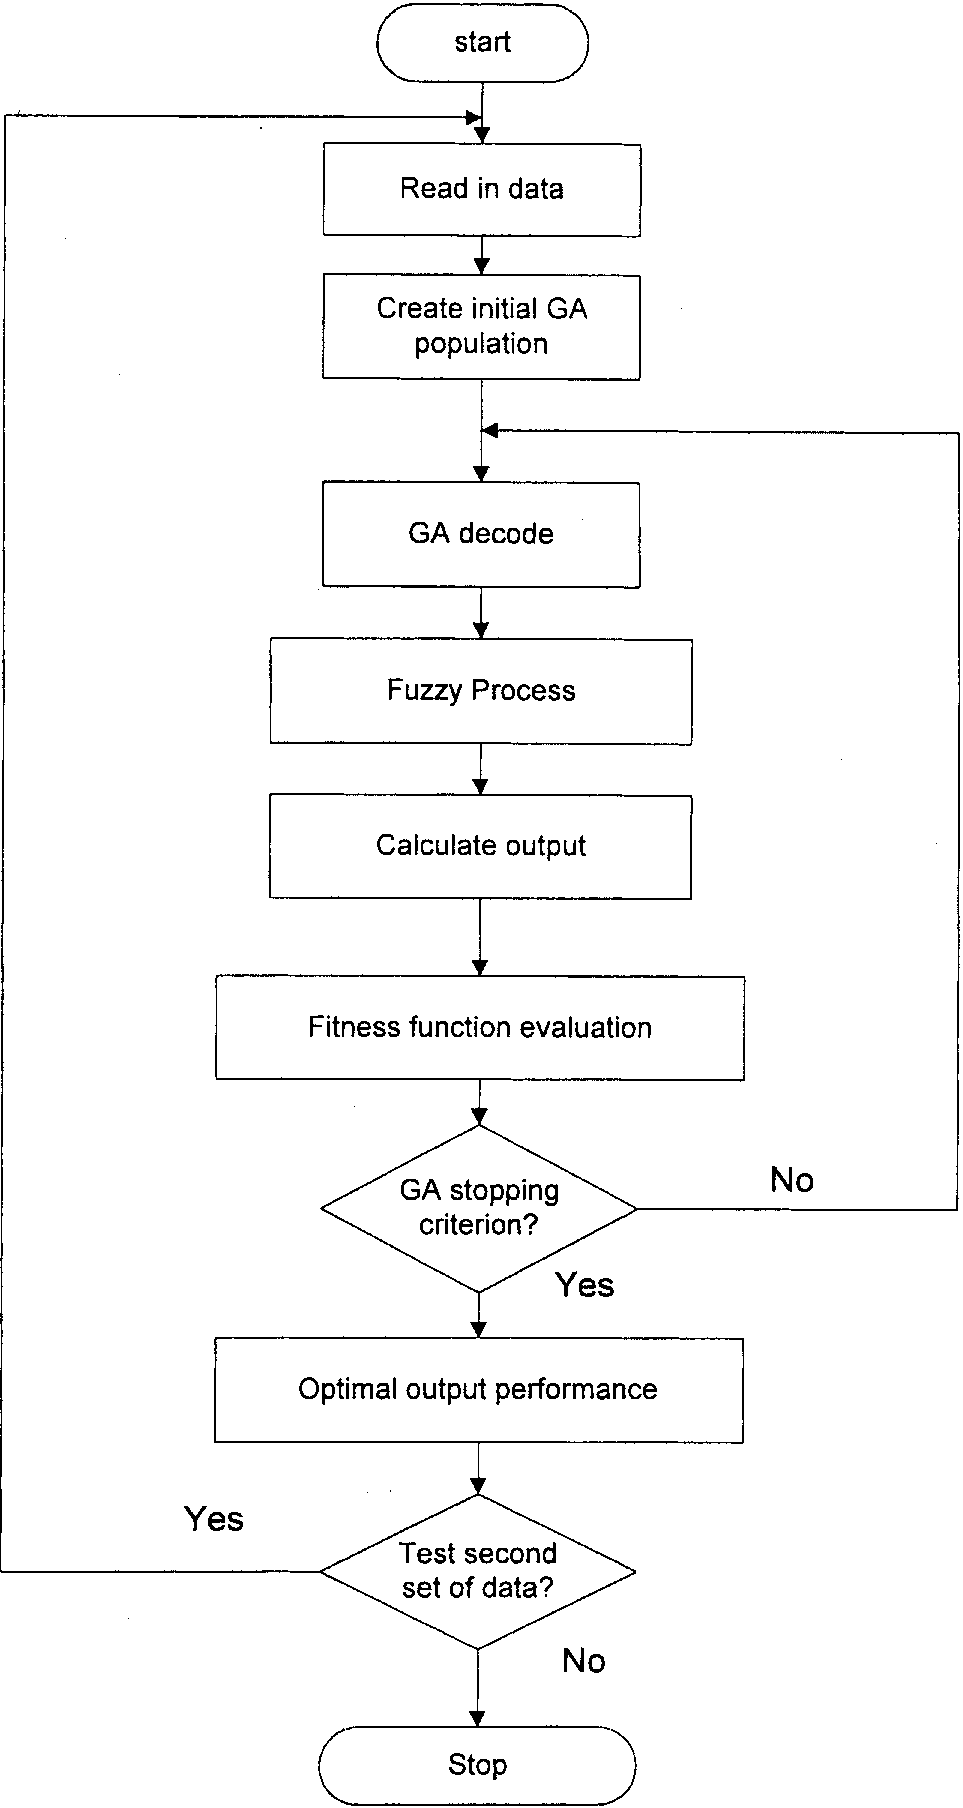 start
Read in data
Create initial GA
population
GA decode
Fuzzy Process
Calculate output
Fitness function evaluation
GA stopping
criterion?
No
Yes
Optimal output performance
Yes
Test second
set of data?
No
Stop